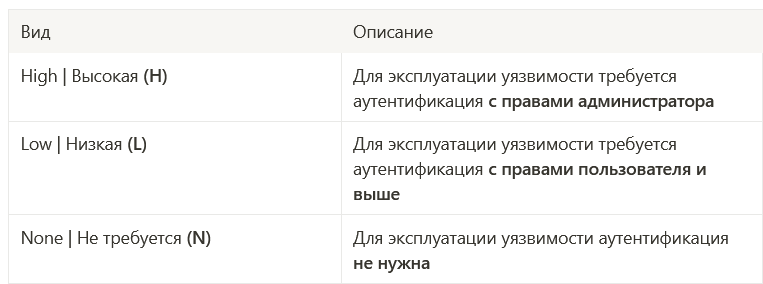 Вид
Описание
High | Высокая (H)
Для эксплуатации уязвимости требуется
аутентификация с правами администратора
Low | Низкая (L)
Для эксплуатации уязвимости требуется
аутентификация с правами пользователя и
выше
None | Не требуется (N)
Для эксплуатации уязвимости аутентификация
не нужна